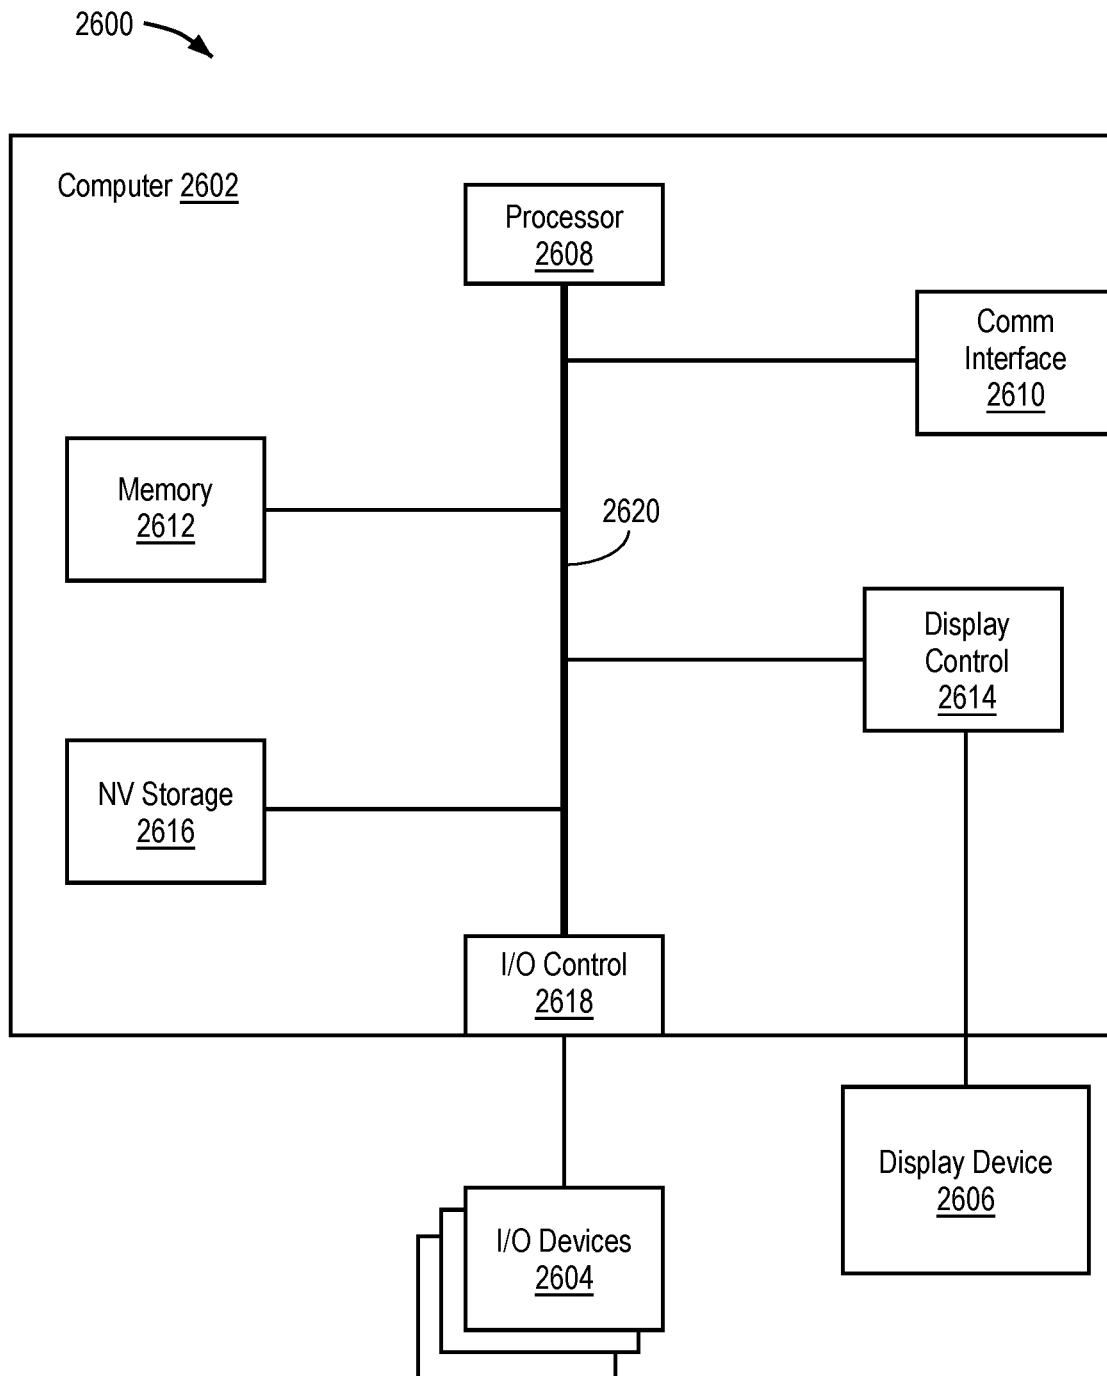 2600
Computer 2602
Processor
2608
Comm
Interface
2610
Memory
2612
2620
Display
Control
2614
NV Storage
2616
I/O Control
2618
Display Device
2606
I/O Devices
2604